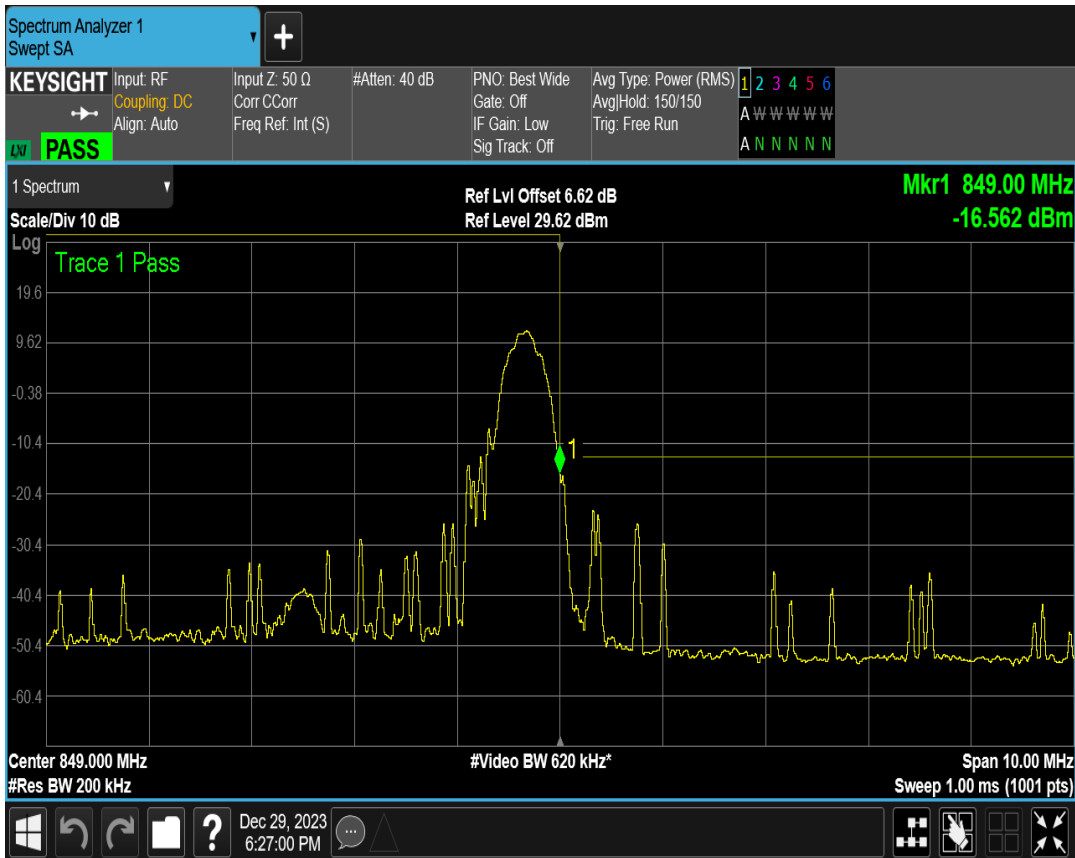 Spectrum Analyzer 1
Swept SA
+
KEYSIGHT
LXI
PASS
Input: RF
Coupling: DC
Align: Auto
Input Z: 50 Ω
Corr CCorr
Freq Ref: Int (S)
#Atten: 40 dB
PNO: Best Wide
Gate: Off
IF Gain: Low
Sig Track: Off
Avg Type: Power (RMS)
Avg|Hold: 150/150
Trig: Free Run
1 2 3 4 5 6
A W W W W W
A N N N N N
1 Spectrum
Scale/Div 10 dB
Ref Lvl Offset 6.62 dB
Ref Level 29.62 dBm
Mkr1 849.00 MHz
-16.562 dBm
Log
Trace 1 Pass
19.6
9.62
-0.38
-10.4
1
-20.4
-30.4
-40.4
-50.4
-60.4
Center 849.000 MHz
#Video BW 620 kHz*
Span 10.00 MHz
#Res BW 200 kHz
Sweep 1.00 ms (1001 pts)
?
Dec 29, 2023
6:27:00 PM